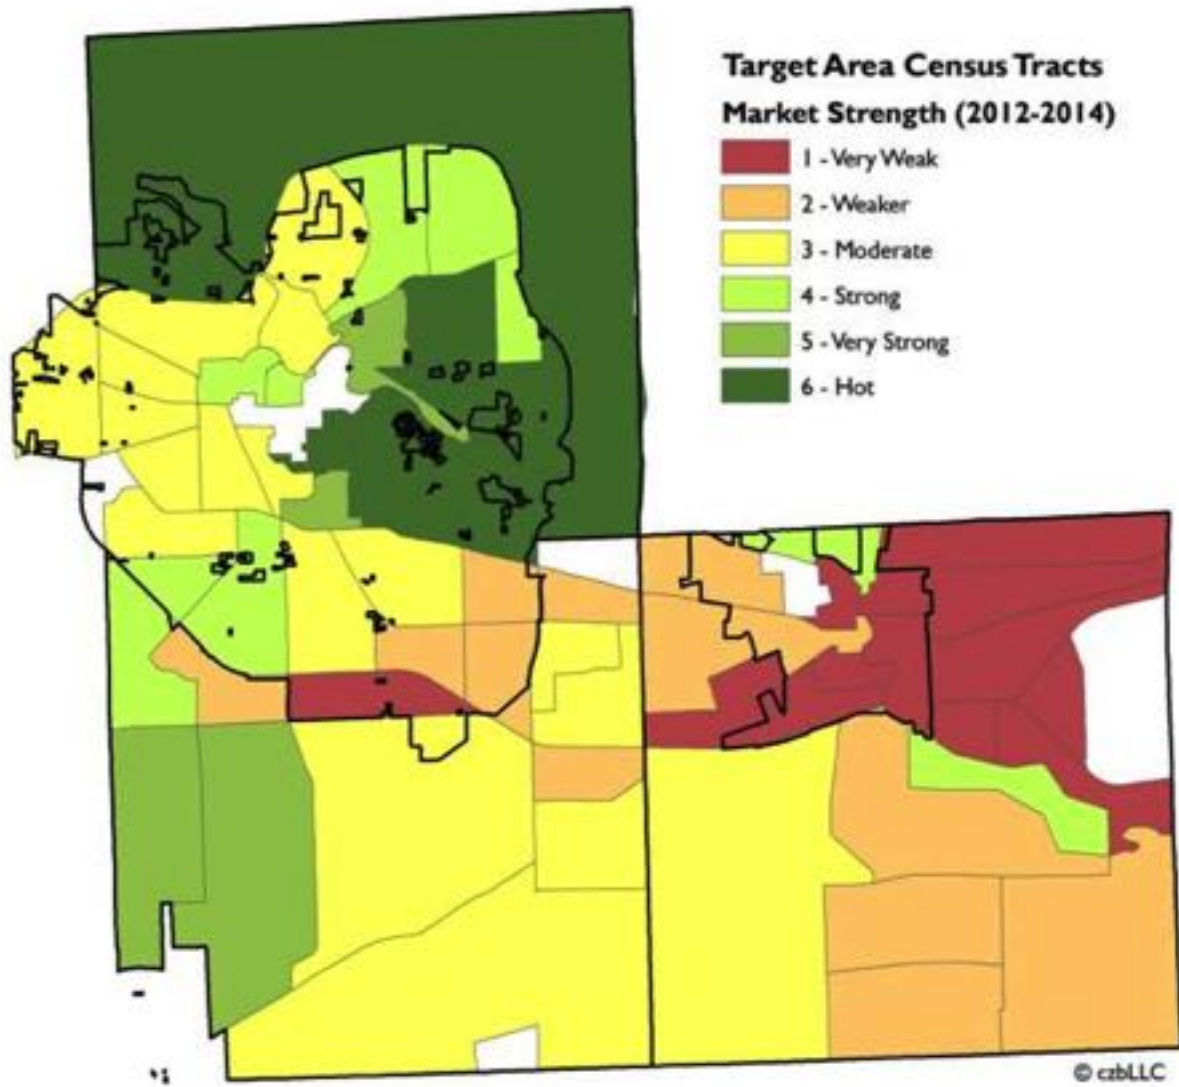 Target Area Census Tracts
Market Strength (2012-2014)
1 - Very Weak
2 - Weaker
3 - Moderate
4 - Strong
5 - Very Strong
6 - Hot
© czbLLC